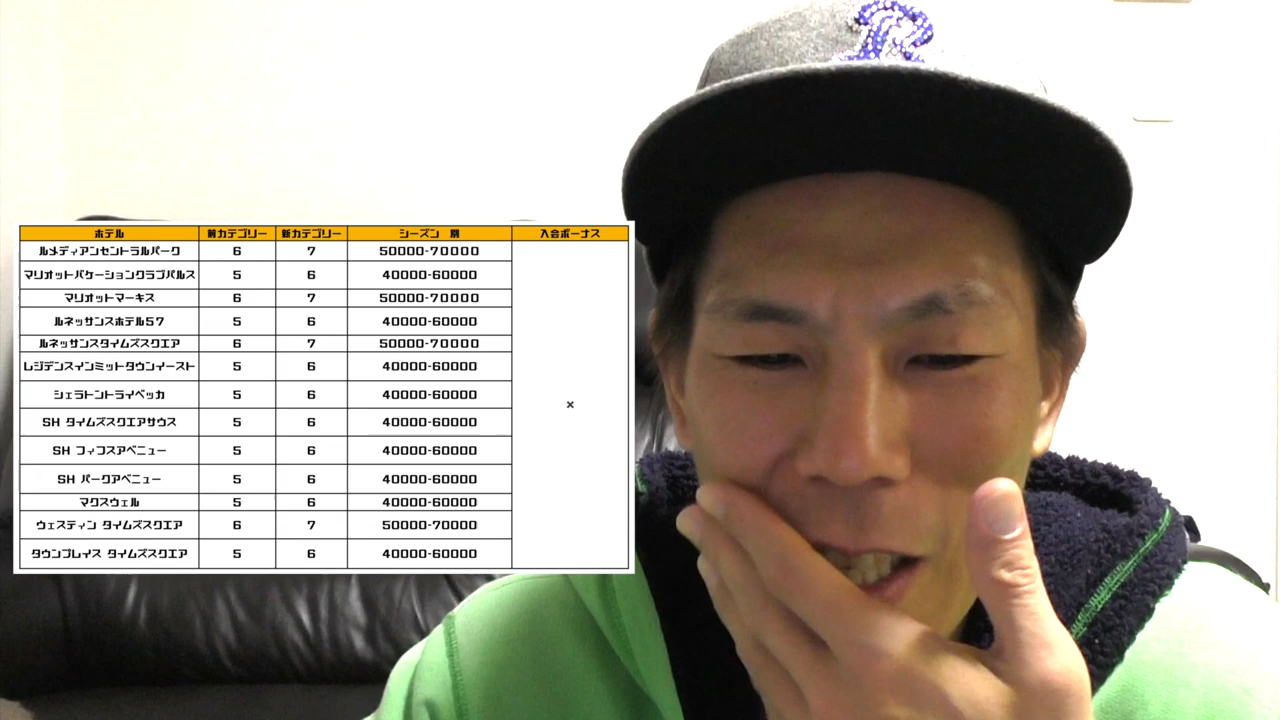 R
ホテル 前カテゴリー 新カテゴリー シーズン 別 入会ボーナス
ルメディアンセントラルパーク 6 7 50000-70000
マリオットバケーションクラブパルス 5 6 40000-60000
マリオットマーキス 6 7 50000-70000
ルネッサンスホテル57 5 6 40000-60000
ルネッサンスタイムズスクエア 6 7 50000-70000
レジデンスインミットタウンイースト 5 6 40000-60000
シェラトントライベッカ 5 6 40000-60000
×
SH タイムズスクエアサウス 5 6 40000-60000
SH フィフスアベニュー 5 6 40000-60000
SH パークアベニュー 5 6 40000-60000
マクスウェル 5 6 40000-60000
ウェスティン タイムズスクエア 6 7 50000-70000
タウンプレイス タイムズスクエア 5 6 40000-60000